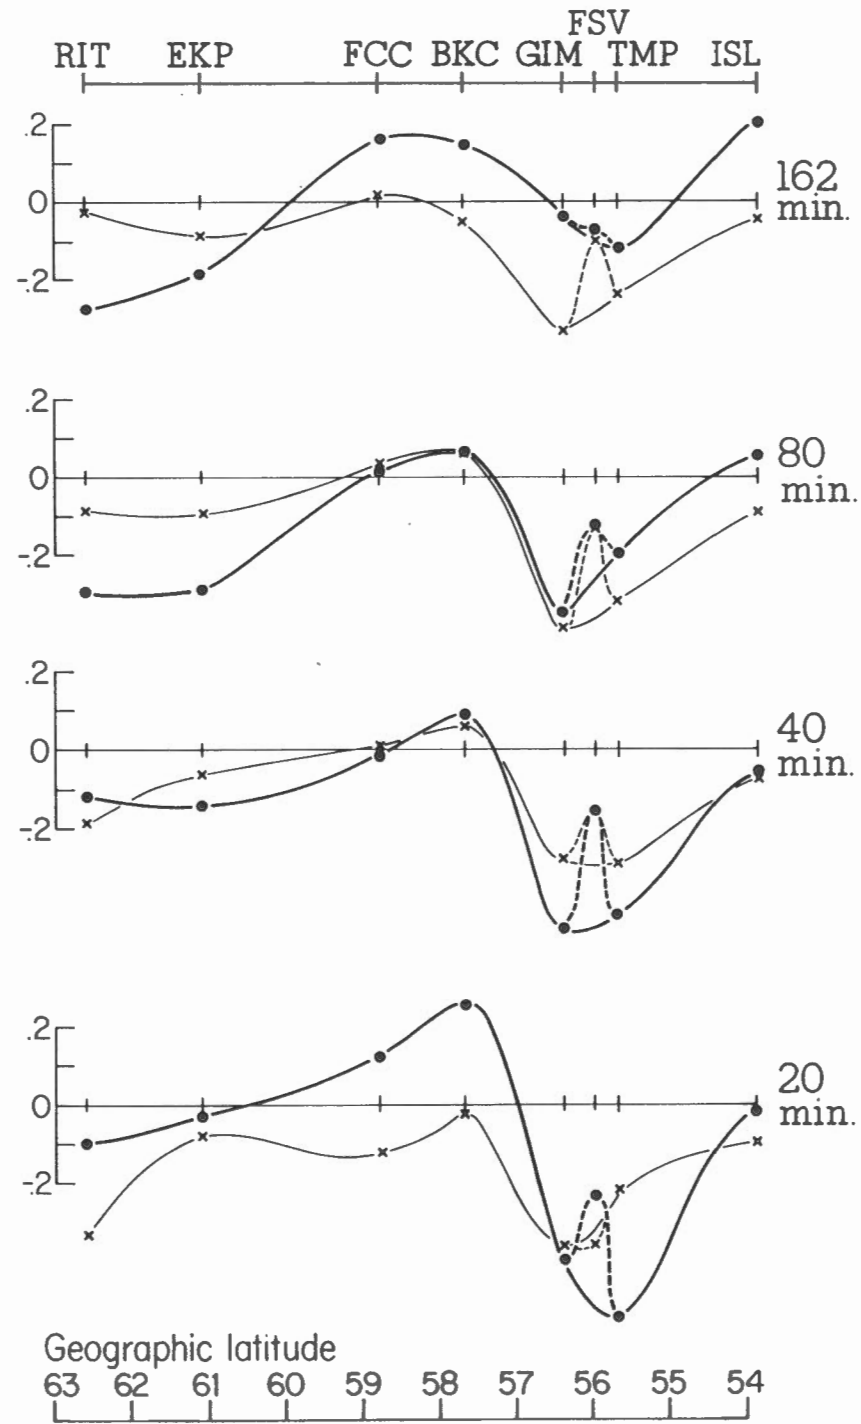 FSV
RIT EKP FCC BKC GIM TMP ISL
.2
0
-.2
162
min.
.2
0
-.2
80
min.
.2
0
-.2
40
min.
.2
0
-.2
20
min.
Geographic latitude
63 62 61 60 59 58 57 56 55 54